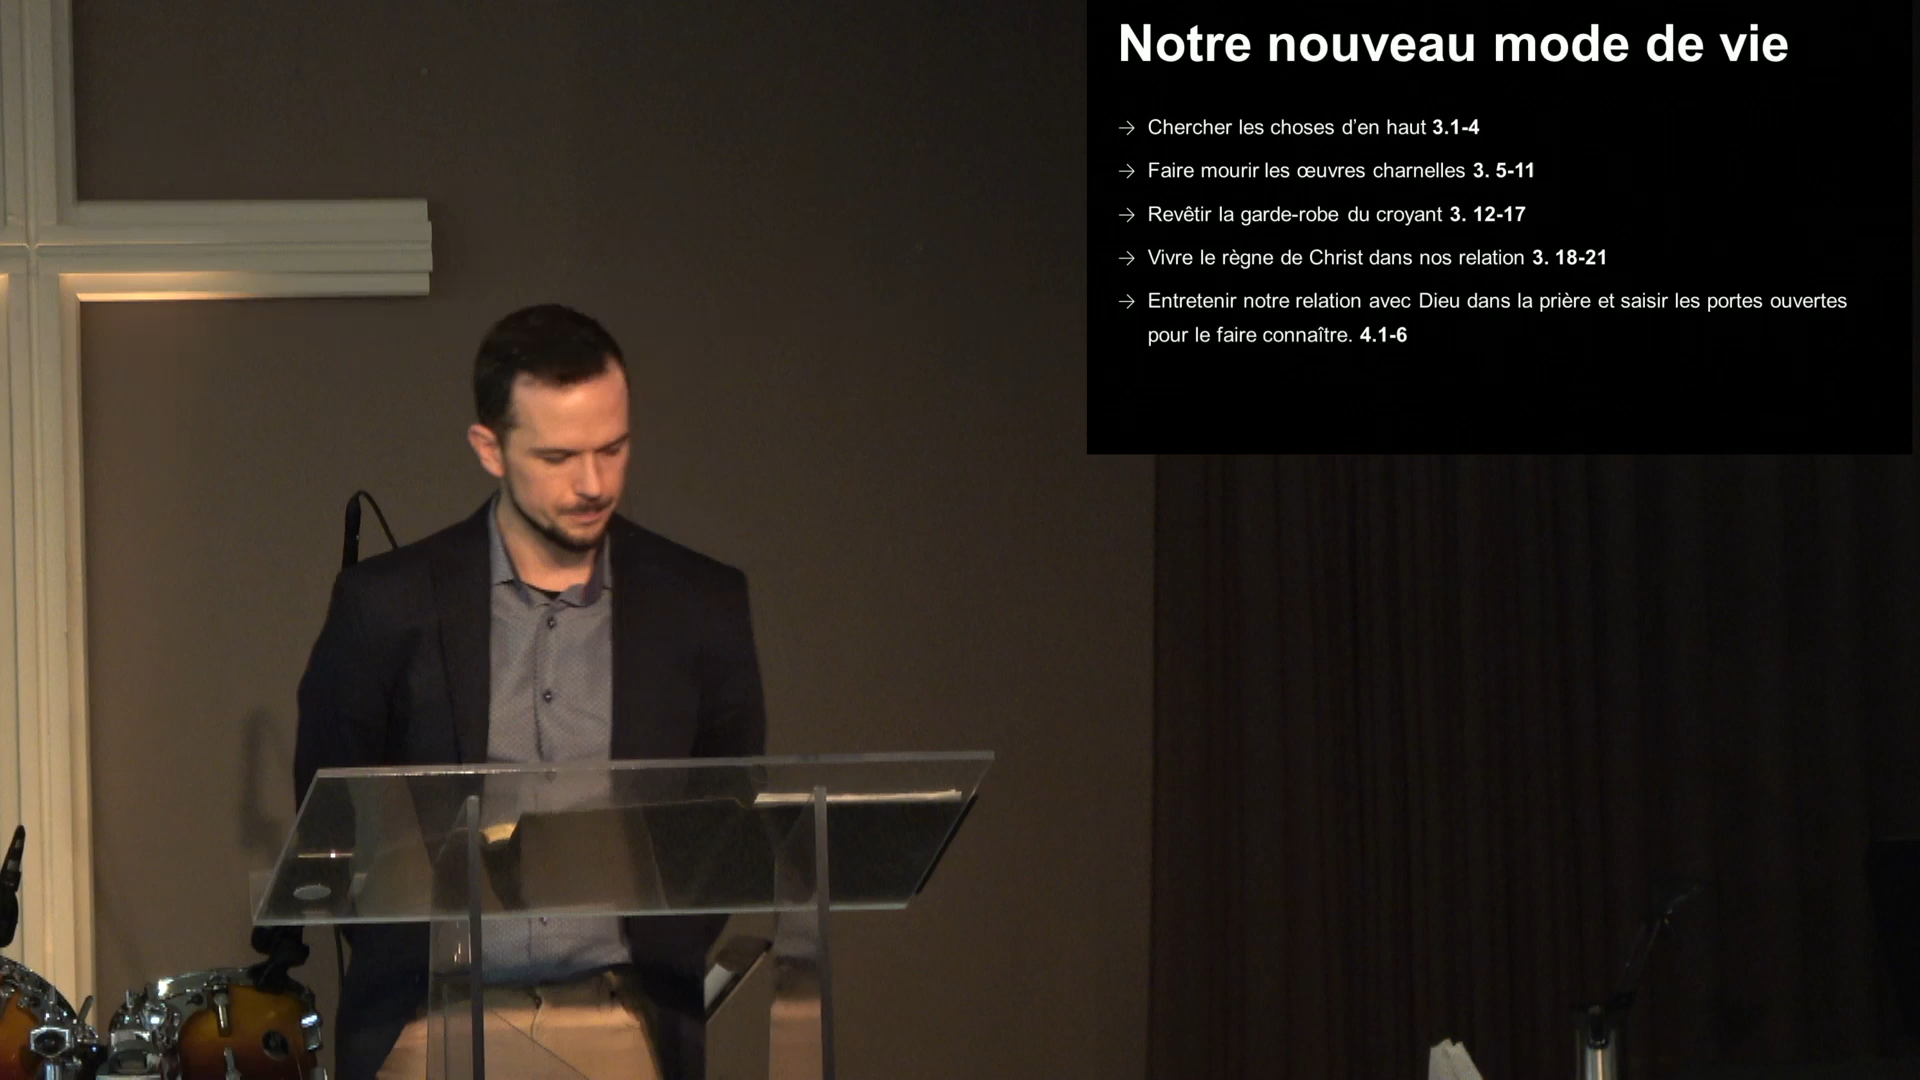 Notre nouveau mode de vie
→ Chercher les choses d’en haut 3.1-4
→ Faire mourir les œuvres charnelles 3. 5-11
→ Revêtir la garde-robe du croyant 3. 12-17
→ Vivre le règne de Christ dans nos relation 3. 18-21
→ Entretenir notre relation avec Dieu dans la prière et saisir les portes ouvertes
pour le faire connaître. 4.1-6